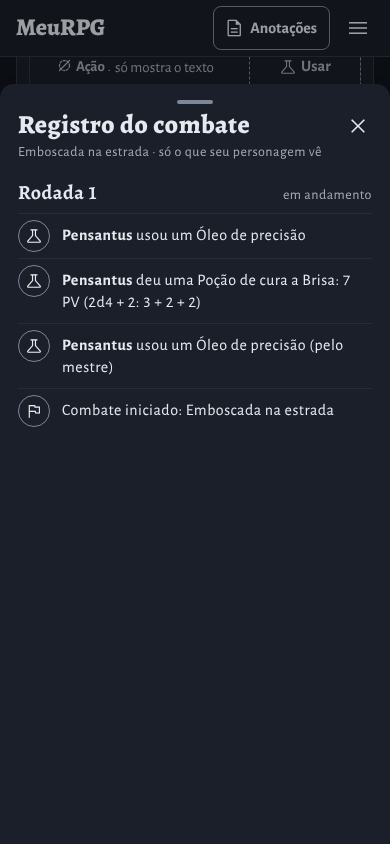 MeuRPG
Anotações
Ação · só mostra o texto
Usar
Registro do combate
Emboscada na estrada · só o que seu personagem vê
Rodada 1
em andamento
Pensantus usou um Óleo de precisão
Pensantus deu uma Poção de cura a Brisa: 7
PV (2d4 + 2: 3 + 2 + 2)
Pensantus usou um Óleo de precisão (pelo
mestre)
Combate iniciado: Emboscada na estrada